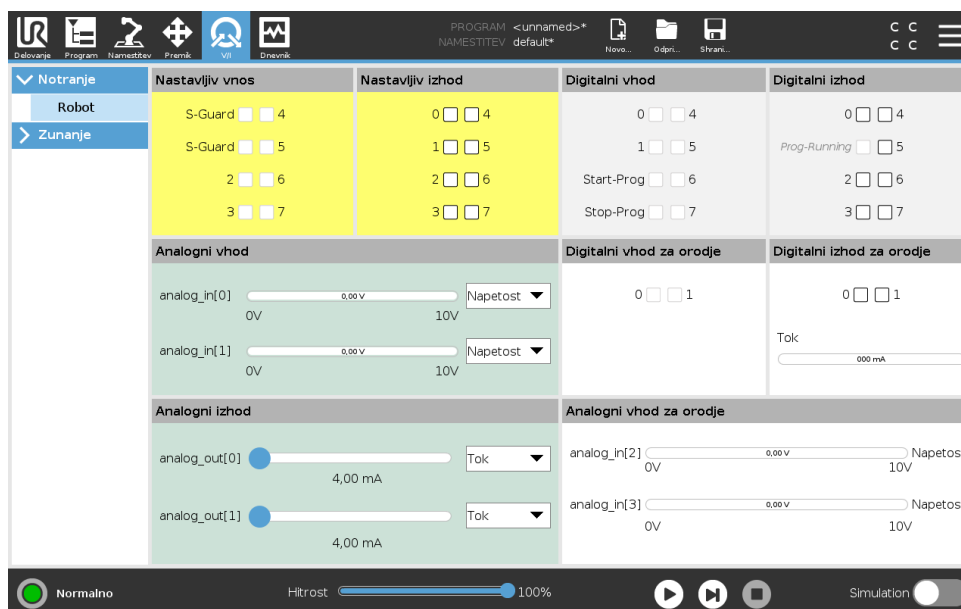 PROGRAM <unnamed>*
NAMESTITEV default*
Delovanje Program Namestitev Premik V/I Dnevnik Novo... Odpri... Shrani...
C C
C C
Notranje
Robot
Zunanje
Nastavljiv vnos
S-Guard 4
S-Guard 5
2 6
3 7
Nastavljiv izhod
0 4
1 5
2 6
3 7
Digitalni vhod
0 4
1 5
Start-Prog 6
Stop-Prog 7
Digitalni izhod
0 4
Prog-Running 5
2 6
3 7
Analogni vhod
analog_in[0] 0,00 V Napetost
0V 10V
analog_in[1] 0,00 V Napetost
0V 10V
Digitalni vhod za orodje
0 1
Digitalni izhod za orodje
0 1
Tok
000 mA
Analogni izhod
analog_out[0] Tok
4,00 mA
analog_out[1] Tok
4,00 mA
Analogni vhod za orodje
analog_in[2] 0,00 V Napetos
0V 10V
analog_in[3] 0,00 V Napetos
0V 10V
Normalno Hitrost 100% Simulation